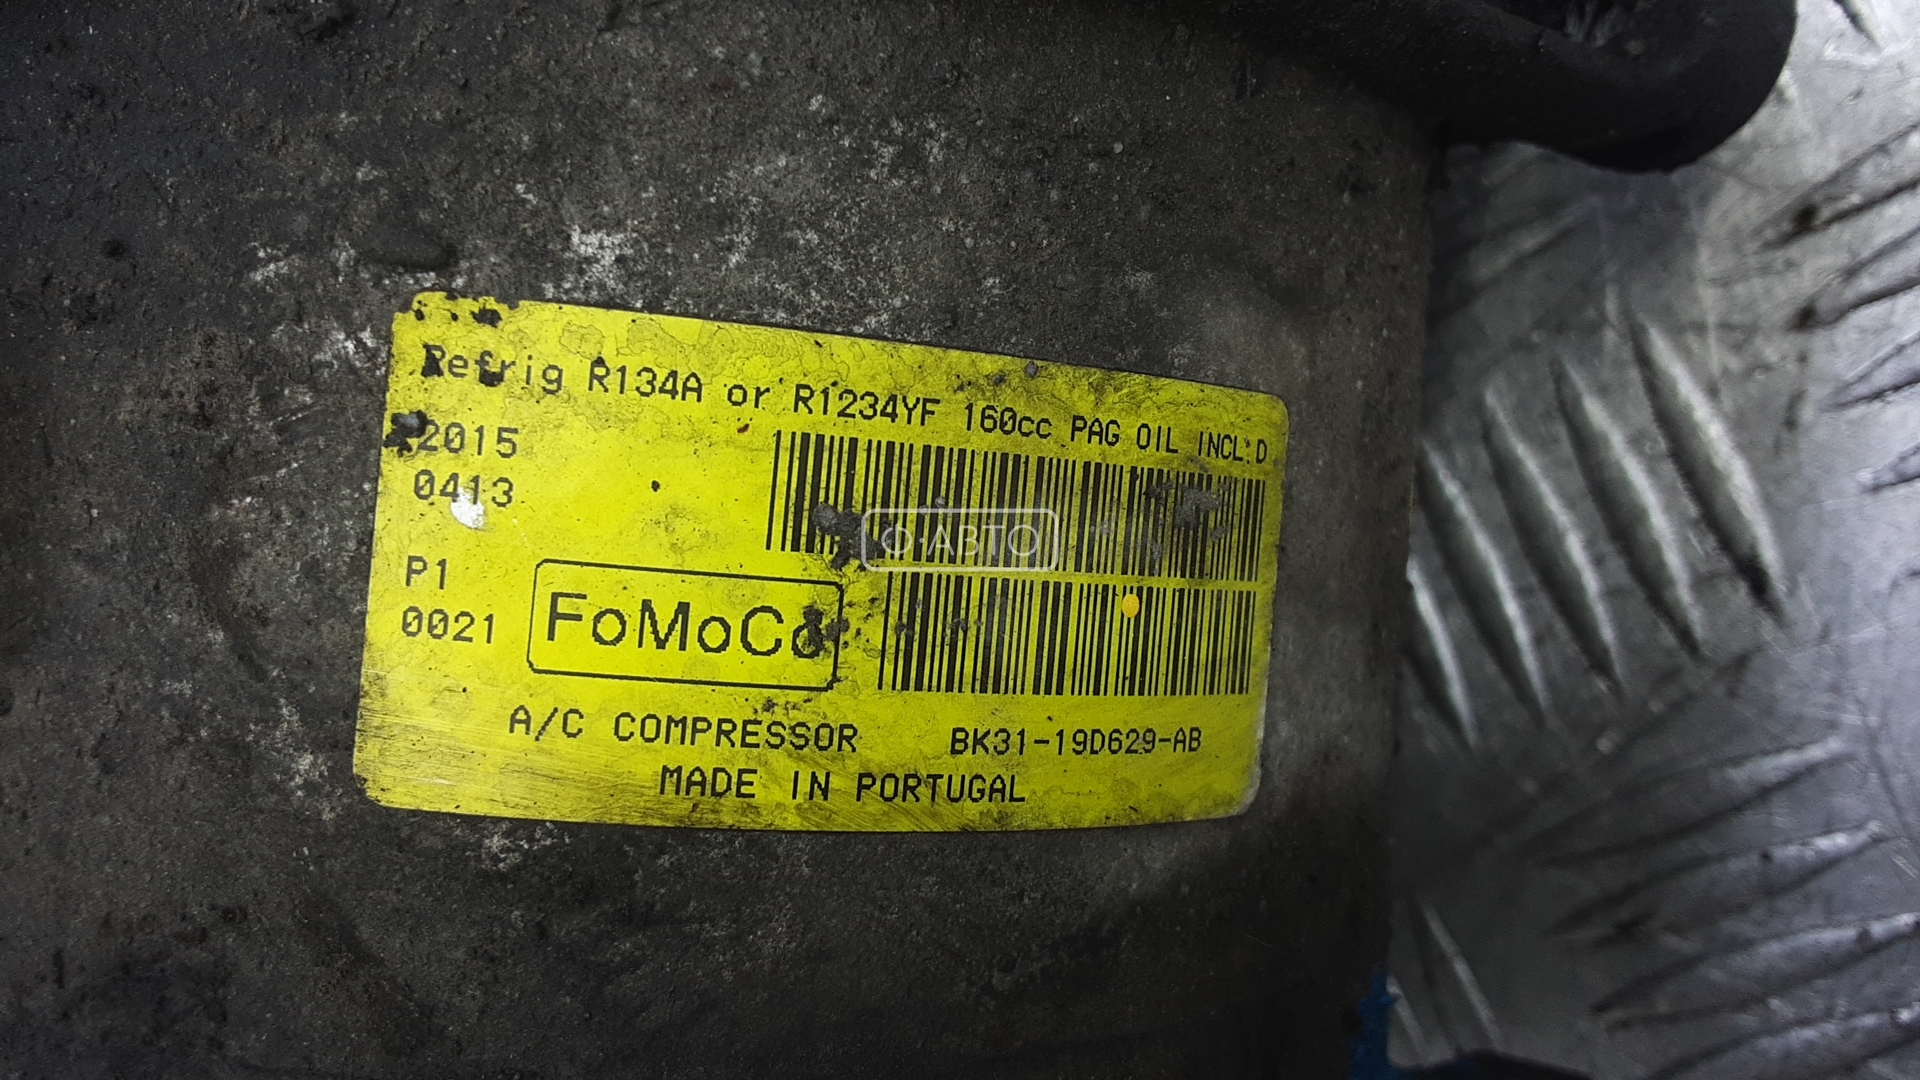 Refrig R134A or R1234YF 160cc PAG OIL INCL'D
2015
0413
О·АВТО
P1
0021
FoMoCo
A/C COMPRESSOR BK31-19D629-AB
MADE IN PORTUGAL